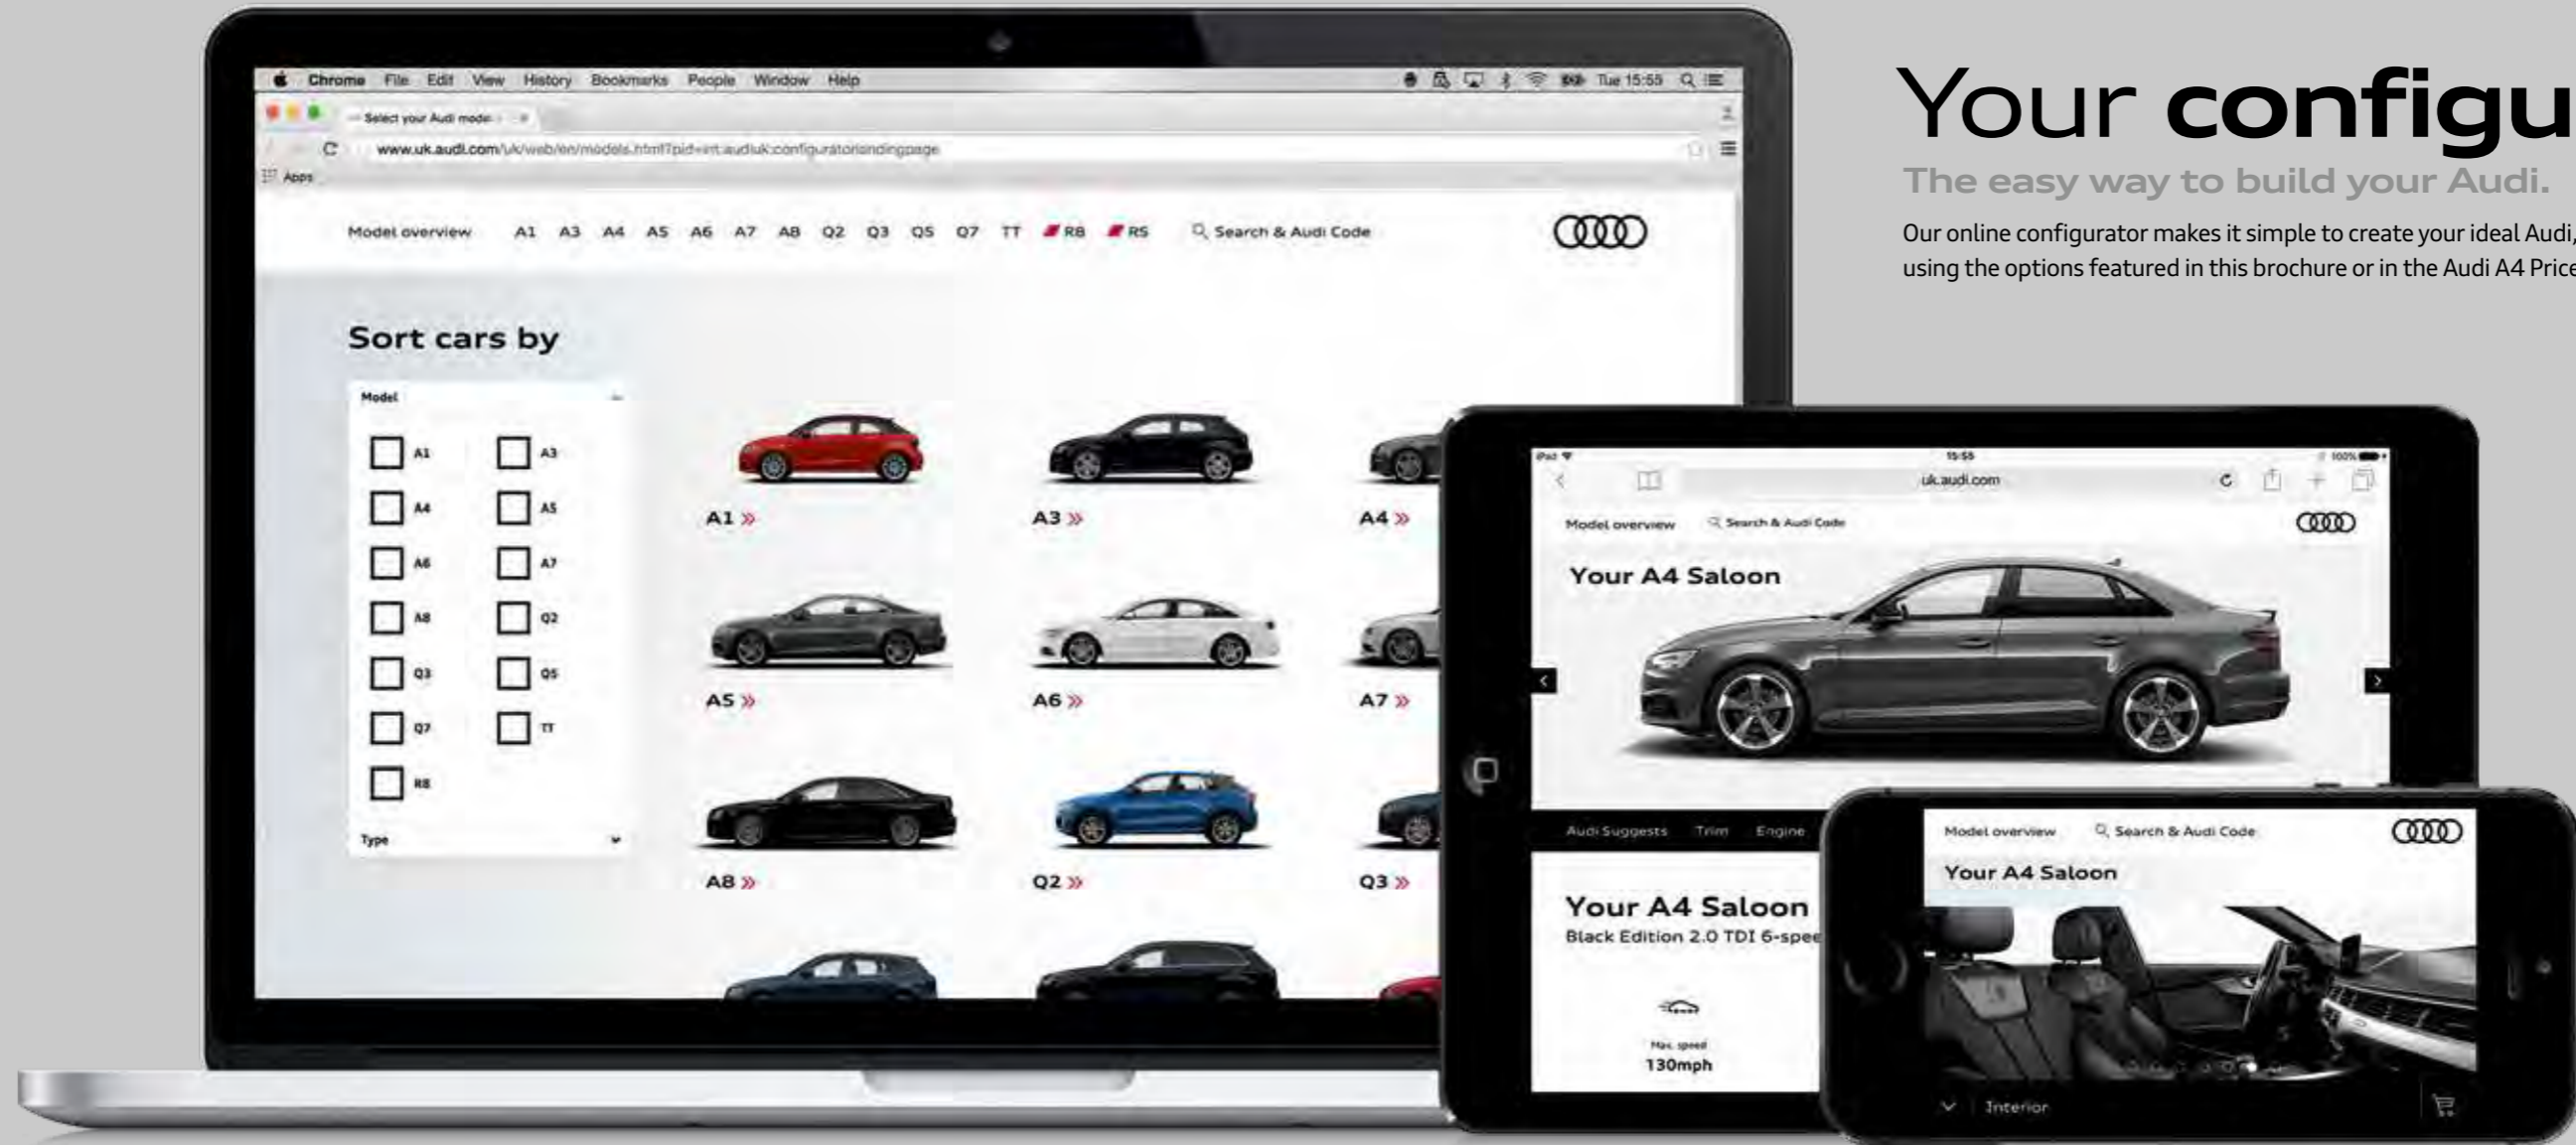 Chrome File Edit View History Bookmarks People Window Help
Tue 15:55
Select your Audi model
www.uk.audi.com/uk/web/en/models.html?pid=int:audiuk:configuratorlandingpage
Apps
Model overview A1 A3 A4 A5 A6 A7 A8 Q2 Q3 Q5 Q7 TT R8 RS Search & Audi Code
Sort cars by
Model
A1 A3
A4 A5
A6 A7
A8 Q2
Q3 Q5
Q7 TT
R8
Type
A1 A3 A4
A5 A6 A7
A8 Q2 Q3
Your configu
The easy way to build your Audi.
Our online configurator makes it simple to create your ideal Audi,
using the options featured in this brochure or in the Audi A4 Price
iPad 15:55 100%
uk.audi.com
Model overview Search & Audi Code
Your A4 Saloon
Audi Suggests Trim Engine
Your A4 Saloon
Black Edition 2.0 TDI 6-spee
Max. speed
130mph
Model overview Search & Audi Code
Your A4 Saloon
Interior